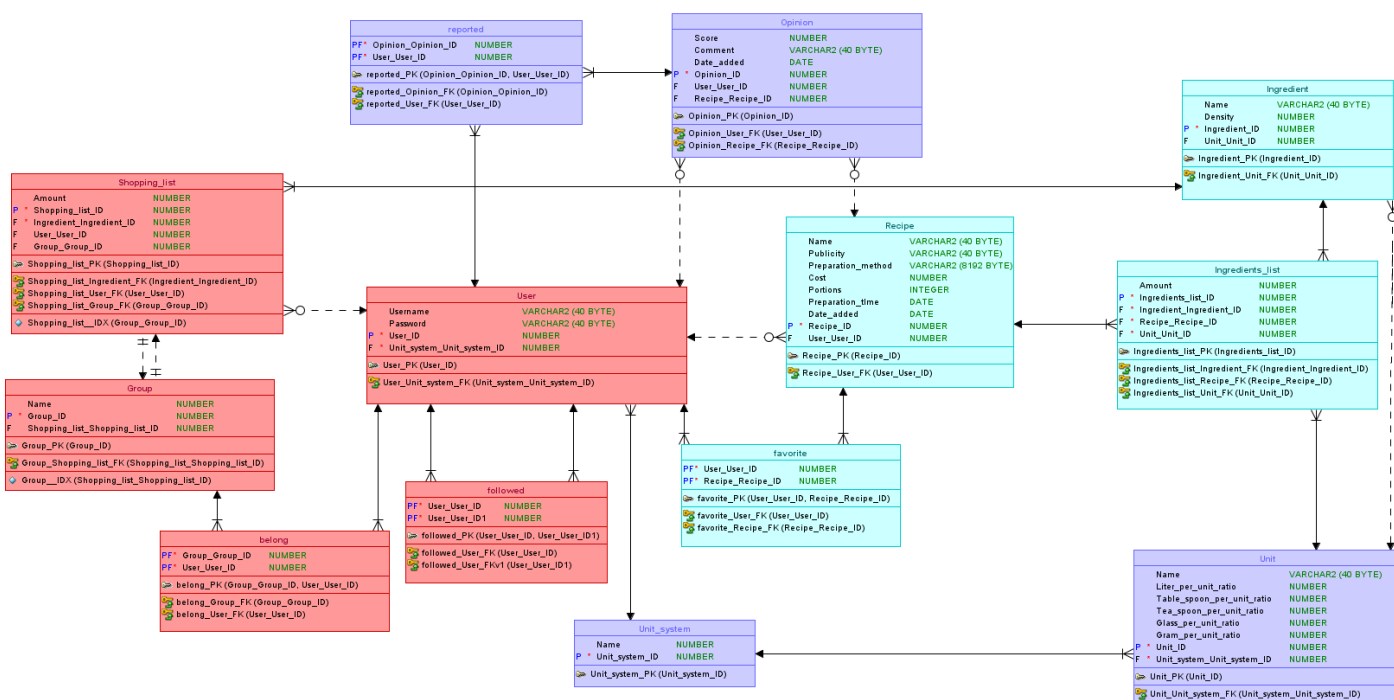 reported
PF* Opinion_Opinion_ID NUMBER
PF* User_User_ID NUMBER
reported_PK (Opinion_Opinion_ID, User_User_ID)
reported_Opinion_FK (Opinion_Opinion_ID)
reported_User_FK (User_User_ID)
Opinion
Score NUMBER
Comment VARCHAR2 (40 BYTE)
Date_added DATE
P * Opinion_ID NUMBER
F User_User_ID NUMBER
F Recipe_Recipe_ID NUMBER
Opinion_PK (Opinion_ID)
Opinion_User_FK (User_User_ID)
Opinion_Recipe_FK (Recipe_Recipe_ID)
Ingredient
Name VARCHAR2 (40 BYTE)
Density NUMBER
P * Ingredient_ID NUMBER
F Unit_Unit_ID NUMBER
Ingredient_PK (Ingredient_ID)
Ingredient_Unit_FK (Unit_Unit_ID)
Shopping_list
Amount NUMBER
P * Shopping_list_ID NUMBER
F * Ingredient_Ingredient_ID NUMBER
F User_User_ID NUMBER
F Group_Group_ID NUMBER
Shopping_list_PK (Shopping_list_ID)
Shopping_list_Ingredient_FK (Ingredient_Ingredient_ID)
Shopping_list_User_FK (User_User_ID)
Shopping_list_Group_FK (Group_Group_ID)
Shopping_list__IDX (Group_Group_ID)
Recipe
Name VARCHAR2 (40 BYTE)
Publicity VARCHAR2 (40 BYTE)
Preparation_method VARCHAR2 (8192 BYTE)
Cost NUMBER
Portions INTEGER
Preparation_time DATE
Date_added DATE
P * Recipe_ID NUMBER
F User_User_ID NUMBER
Recipe_PK (Recipe_ID)
Recipe_User_FK (User_User_ID)
Ingredients_list
Amount NUMBER
P * Ingredients_list_ID NUMBER
F * Ingredient_Ingredient_ID NUMBER
F * Recipe_Recipe_ID NUMBER
F * Unit_Unit_ID NUMBER
Ingredients_list_PK (Ingredients_list_ID)
Ingredients_list_Ingredient_FK (Ingredient_Ingredient_ID)
Ingredients_list_Recipe_FK (Recipe_Recipe_ID)
Ingredients_list_Unit_FK (Unit_Unit_ID)
User
Username VARCHAR2 (40 BYTE)
Password VARCHAR2 (40 BYTE)
P * User_ID NUMBER
F * Unit_system_Unit_system_ID NUMBER
User_PK (User_ID)
User_Unit_system_FK (Unit_system_Unit_system_ID)
Group
Name NUMBER
P * Group_ID NUMBER
F Shopping_list_Shopping_list_ID NUMBER
Group_PK (Group_ID)
Group_Shopping_list_FK (Shopping_list_Shopping_list_ID)
Group__IDX (Shopping_list_Shopping_list_ID)
favorite
PF* User_User_ID NUMBER
PF* Recipe_Recipe_ID NUMBER
favorite_PK (User_User_ID, Recipe_Recipe_ID)
favorite_User_FK (User_User_ID)
favorite_Recipe_FK (Recipe_Recipe_ID)
followed
PF* User_User_ID NUMBER
PF* User_User_ID1 NUMBER
followed_PK (User_User_ID, User_User_ID1)
followed_User_FK (User_User_ID)
followed_User_FKv1 (User_User_ID1)
belong
PF* Group_Group_ID NUMBER
PF* User_User_ID NUMBER
belong_PK (Group_Group_ID, User_User_ID)
belong_Group_FK (Group_Group_ID)
belong_User_FK (User_User_ID)
Unit_system
Name NUMBER
P * Unit_system_ID NUMBER
Unit_system_PK (Unit_system_ID)
Unit
Name VARCHAR2 (40 BYTE)
Liter_per_unit_ratio NUMBER
Table_spoon_per_unit_ratio NUMBER
Tea_spoon_per_unit_ratio NUMBER
Glass_per_unit_ratio NUMBER
Gram_per_unit_ratio NUMBER
P * Unit_ID NUMBER
F * Unit_system_Unit_system_ID NUMBER
Unit_PK (Unit_ID)
Unit_Unit_system_FK (Unit_system_Unit_system_ID)